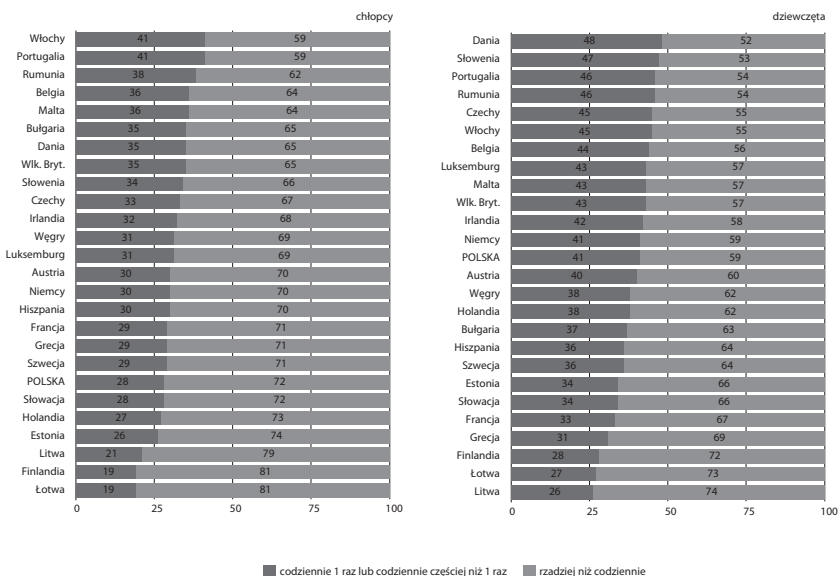 chłopcy
Włochy 41 59
Portugalia 41 59
Rumunia 38 62
Belgia 36 64
Malta 36 64
Bułgaria 35 65
Dania 35 65
Wlk. Bryt. 35 65
Słowenia 34 66
Czechy 33 67
Irlandia 32 68
Węgry 31 69
Luksemburg 31 69
Austria 30 70
Niemcy 30 70
Hiszpania 30 70
Francja 29 71
Grecja 29 71
Szwecja 29 71
POLSKA 28 72
Słowacja 28 72
Holandia 27 73
Estonia 26 74
Litwa 21 79
Finlandia 19 81
Łotwa 19 81
0 25 50 75 100
dziewczęta
Dania 48 52
Słowenia 47 53
Portugalia 46 54
Rumunia 46 54
Czechy 45 55
Włochy 45 55
Belgia 44 56
Luksemburg 43 57
Malta 43 57
Wlk. Bryt. 43 57
Irlandia 42 58
Niemcy 41 59
POLSKA 41 59
Austria 40 60
Węgry 38 62
Holandia 38 62
Bułgaria 37 63
Hiszpania 36 64
Szwecja 36 64
Estonia 34 66
Słowacja 34 66
Francja 33 67
Grecja 31 69
Finlandia 28 72
Łotwa 27 73
Litwa 26 74
0 25 50 75 100
codziennie 1 raz lub codziennie częściej niż 1 raz rzadziej niż codziennie